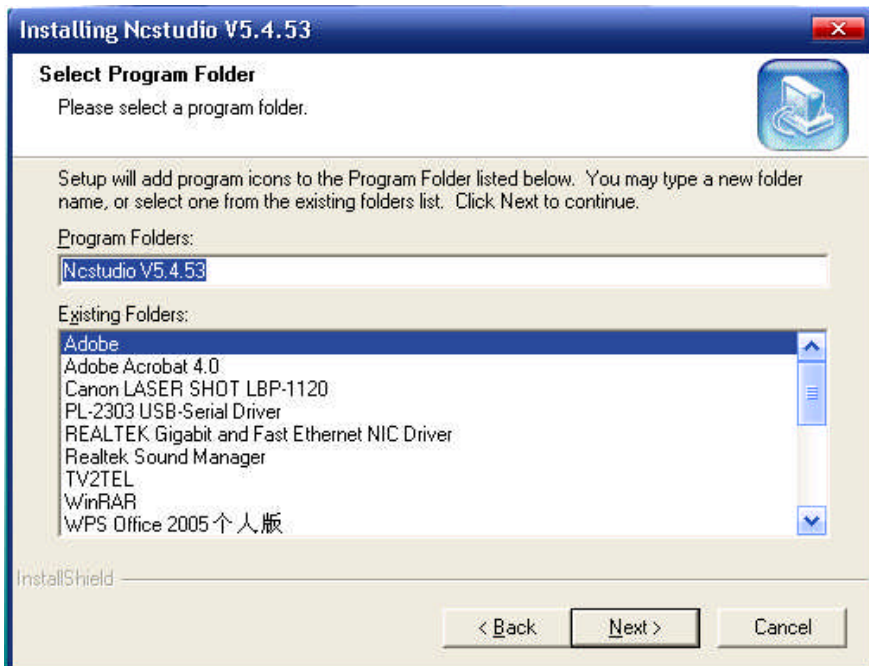 Installing Ncstudio V5.4.53
Select Program Folder
Please select a program folder.
Setup will add program icons to the Program Folder listed below. You may type a new folder
name, or select one from the existing folders list. Click Next to continue.
Program Folders:
Ncstudio V5.4.53
Existing Folders:
Adobe
Adobe Acrobat 4.0
Canon LASER SHOT LBP-1120
PL-2303 USB-Serial Driver
REALTEK Gigabit and Fast Ethernet NIC Driver
Realtek Sound Manager
TV2TEL
WinRAR
WPS Office 2005 个人版
InstallShield
< Back Next > Cancel